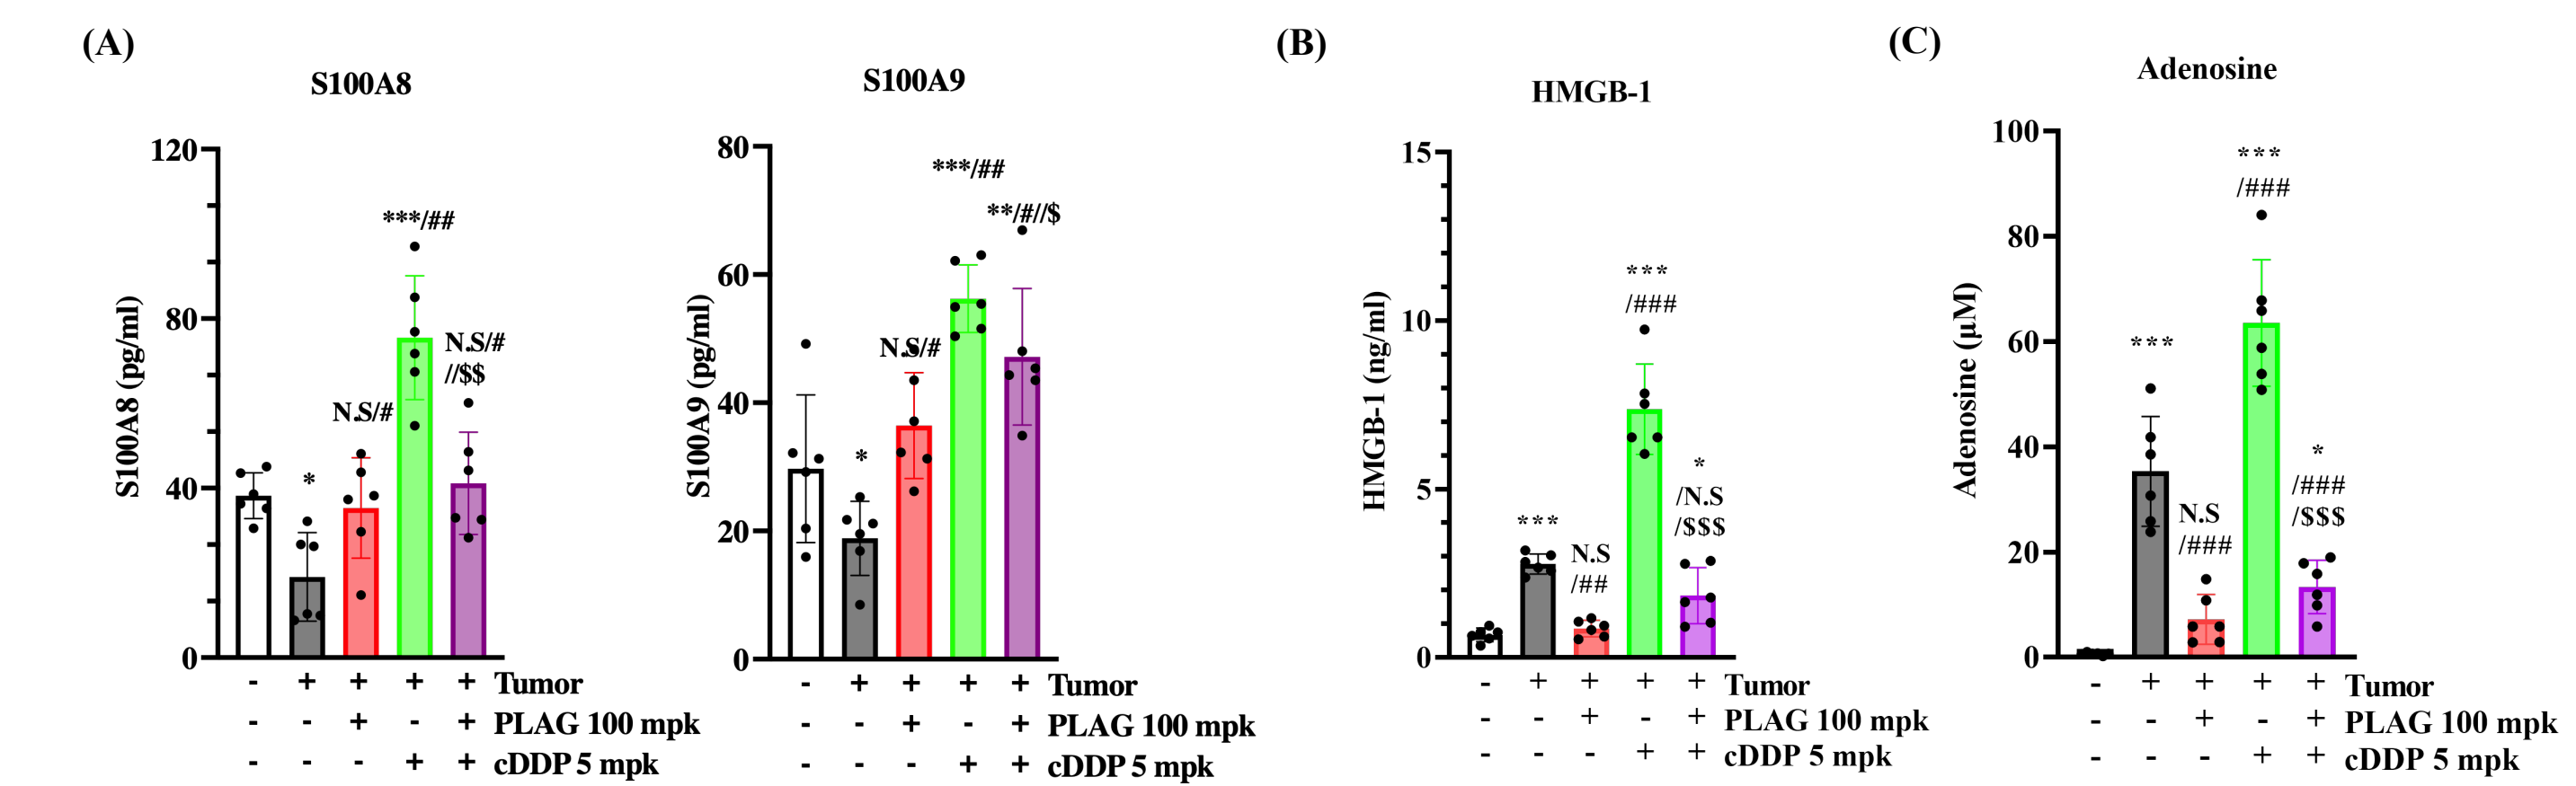 (A)
S100A8
S100A8 (pg/ml)
120
80
40
0
*
N.S/#
***/##
N.S/#
//$$
- + + + + Tumor
- - + - + PLAG 100 mpk
- - - + + cDDP 5 mpk
S100A9
S100A9 (pg/ml)
80
60
40
20
0
*
N.S/#
***/##
**/#//$
- + + + + Tumor
- - + - + PLAG 100 mpk
- - - + + cDDP 5 mpk
(B)
HMGB-1
HMGB-1 (ng/ml)
15
10
5
0
***
N.S
/##
***
/###
*
/N.S
/$$$
- + + + + Tumor
- - + - + PLAG 100 mpk
- - - + + cDDP 5 mpk
(C)
Adenosine
Adenosine (μM)
100
80
60
40
20
0
***
N.S
/###
***
/###
*
/###
/$$$
- + + + + Tumor
- - + - + PLAG 100 mpk
- - - + + cDDP 5 mpk